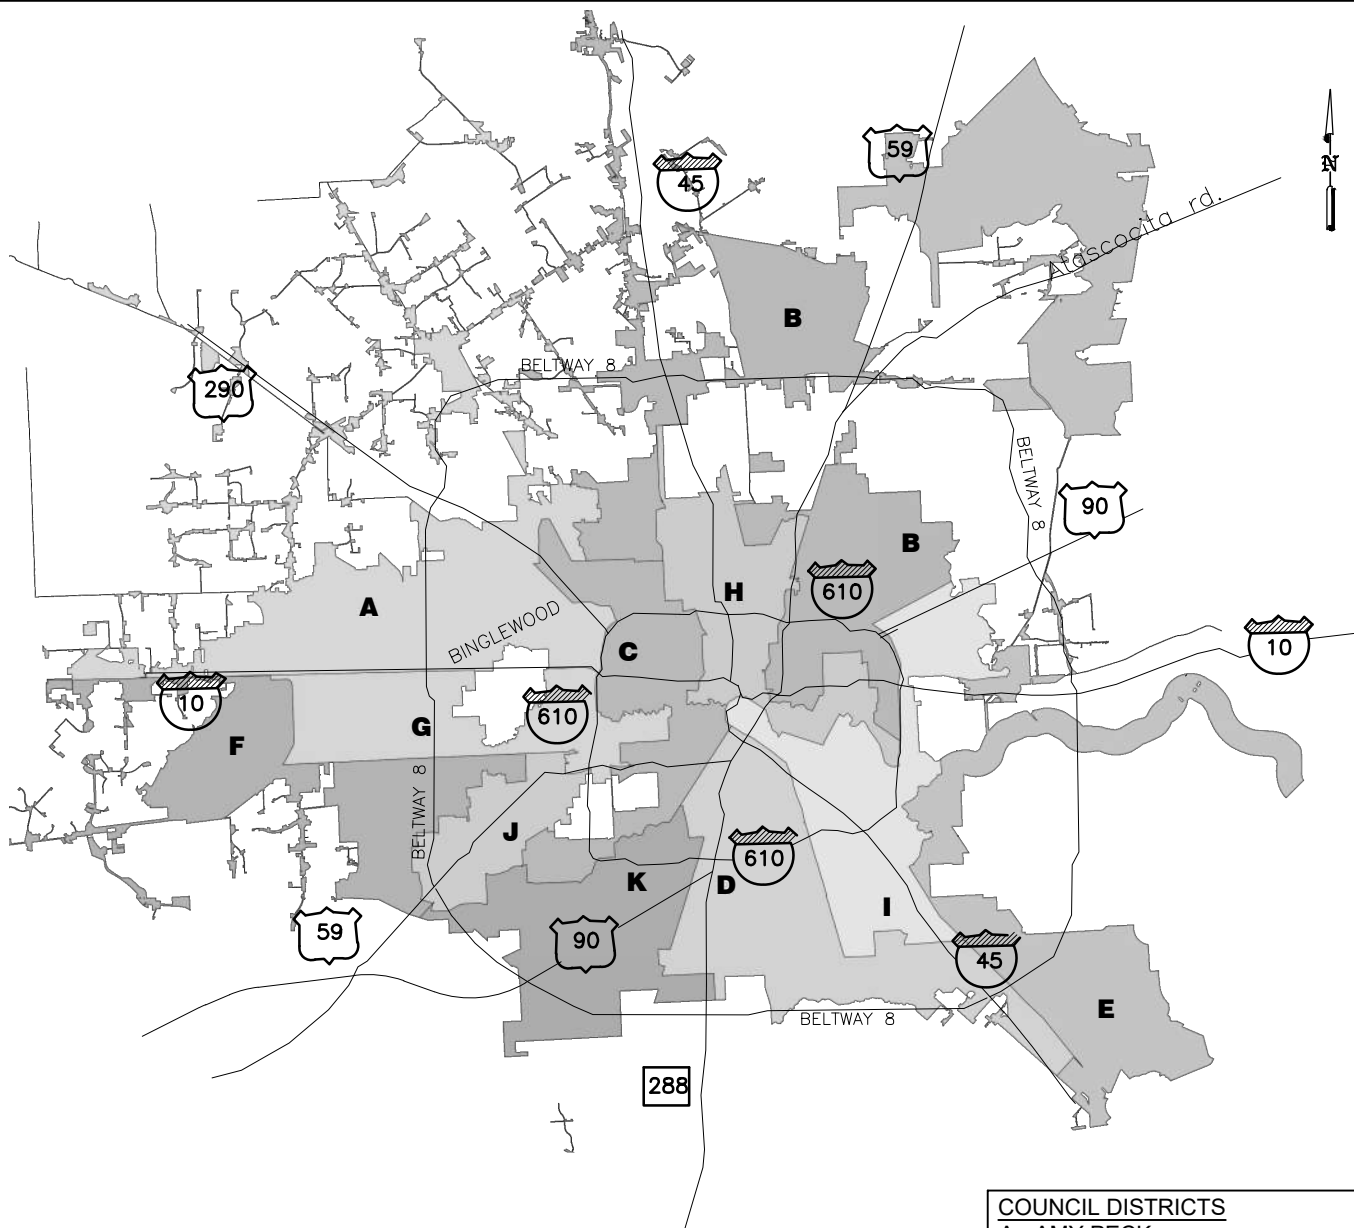 59
45
N
Atascocita rd.
B
BELTWAY 8
290
BELTWAY 8
90
B
610
H
A
BINGLEWOOD
C
10
10
610
G
F
BELTWAY 8
J
610
K
D
I
59
90
45
E
BELTWAY 8
288
COUNCIL DISTRICTS